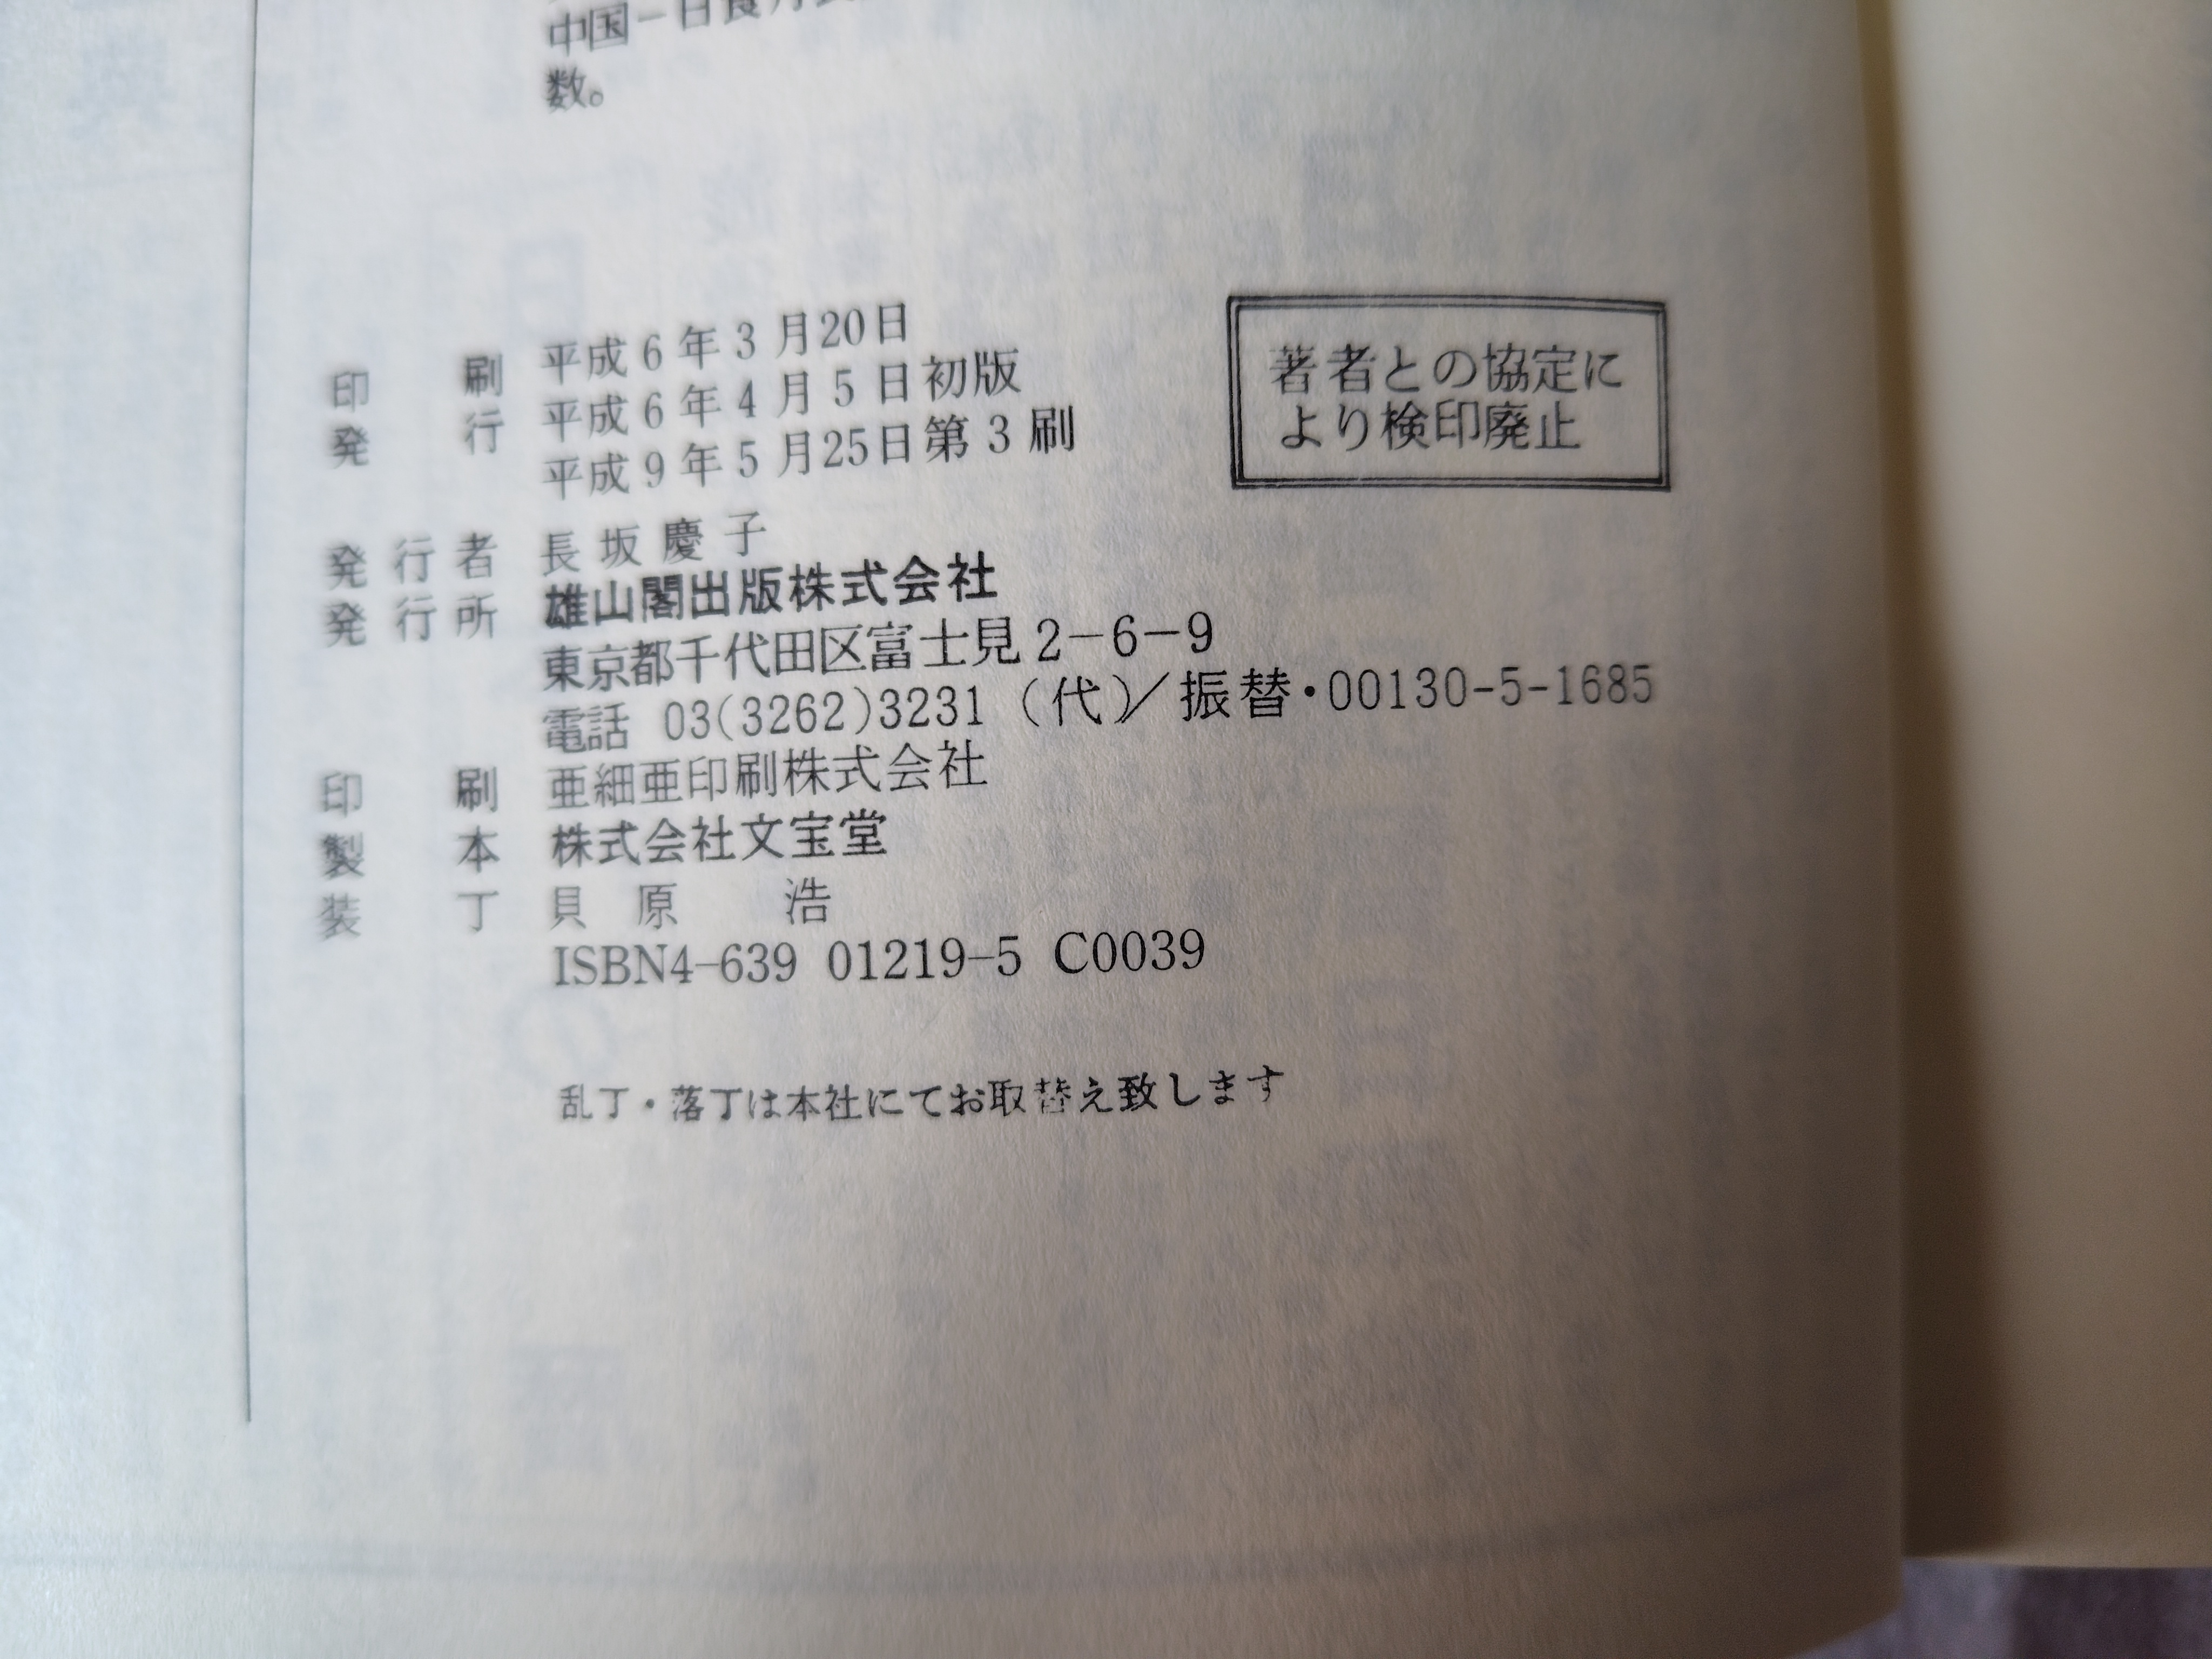 中国－日食月
数。
印刷 平成6年3月20日
発行 平成6年4月5日初版
平成9年5月25日第3刷
著者との協定に
より検印廃止
発行者 長坂慶子
発行所 雄山閣出版株式会社
東京都千代田区富士見2－6－9
電話 03(3262)3231（代）／振替・00130-5-1685
印刷 亜細亜印刷株式会社
製本 株式会社文宝堂
装丁 貝原 浩
ISBN4-639 01219-5 C0039
乱丁・落丁は本社にてお取替え致します